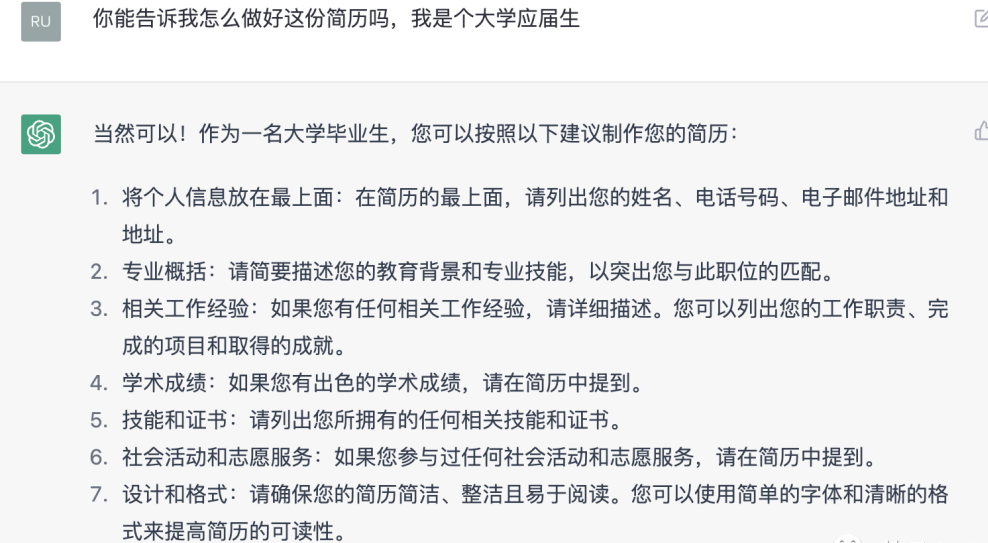 RU
你能告诉我怎么做好这份简历吗，我是个大学应届生
当然可以！作为一名大学毕业生，您可以按照以下建议制作您的简历：
1. 将个人信息放在最上面：在简历的最上面，请列出您的姓名、电话号码、电子邮件地址和
地址。
2. 专业概括：请简要描述您的教育背景和专业技能，以突出您与此职位的匹配。
3. 相关工作经验：如果您有任何相关工作经验，请详细描述。您可以列出您的工作职责、完
成的项目和取得的成就。
4. 学术成绩：如果您有出色的学术成绩，请在简历中提到。
5. 技能和证书：请列出您所拥有的任何相关技能和证书。
6. 社会活动和志愿服务：如果您参与过任何社会活动和志愿服务，请在简历中提到。
7. 设计和格式：请确保您的简历简洁、整洁且易于阅读。您可以使用简单的字体和清晰的格
式来提高简历的可读性。